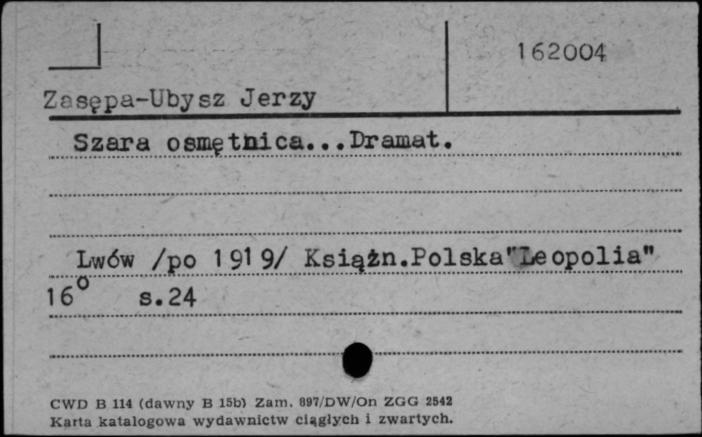 162004
Zasępa-Ubysz Jerzy
Szara osmętnica...Dramat.
Lwów /po 1919/ Książn.Polska"Leopolia"
16° s.24
CWD B 114 (dawny B 15b) Zam. 897/DW/On ZGG 2542
Karta katalogowa wydawnictw ciągłych i zwartych.